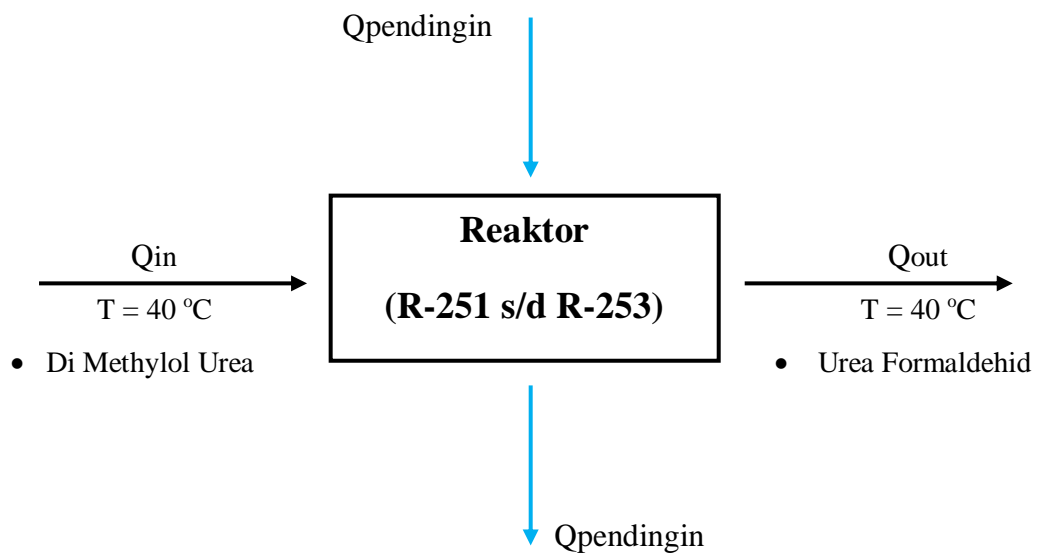 Qpendingin
Reaktor
(R-251 s/d R-253)
Qin
T = 40 ºC
• Di Methylol Urea
Qout
T = 40 ºC
• Urea Formaldehid
Qpendingin